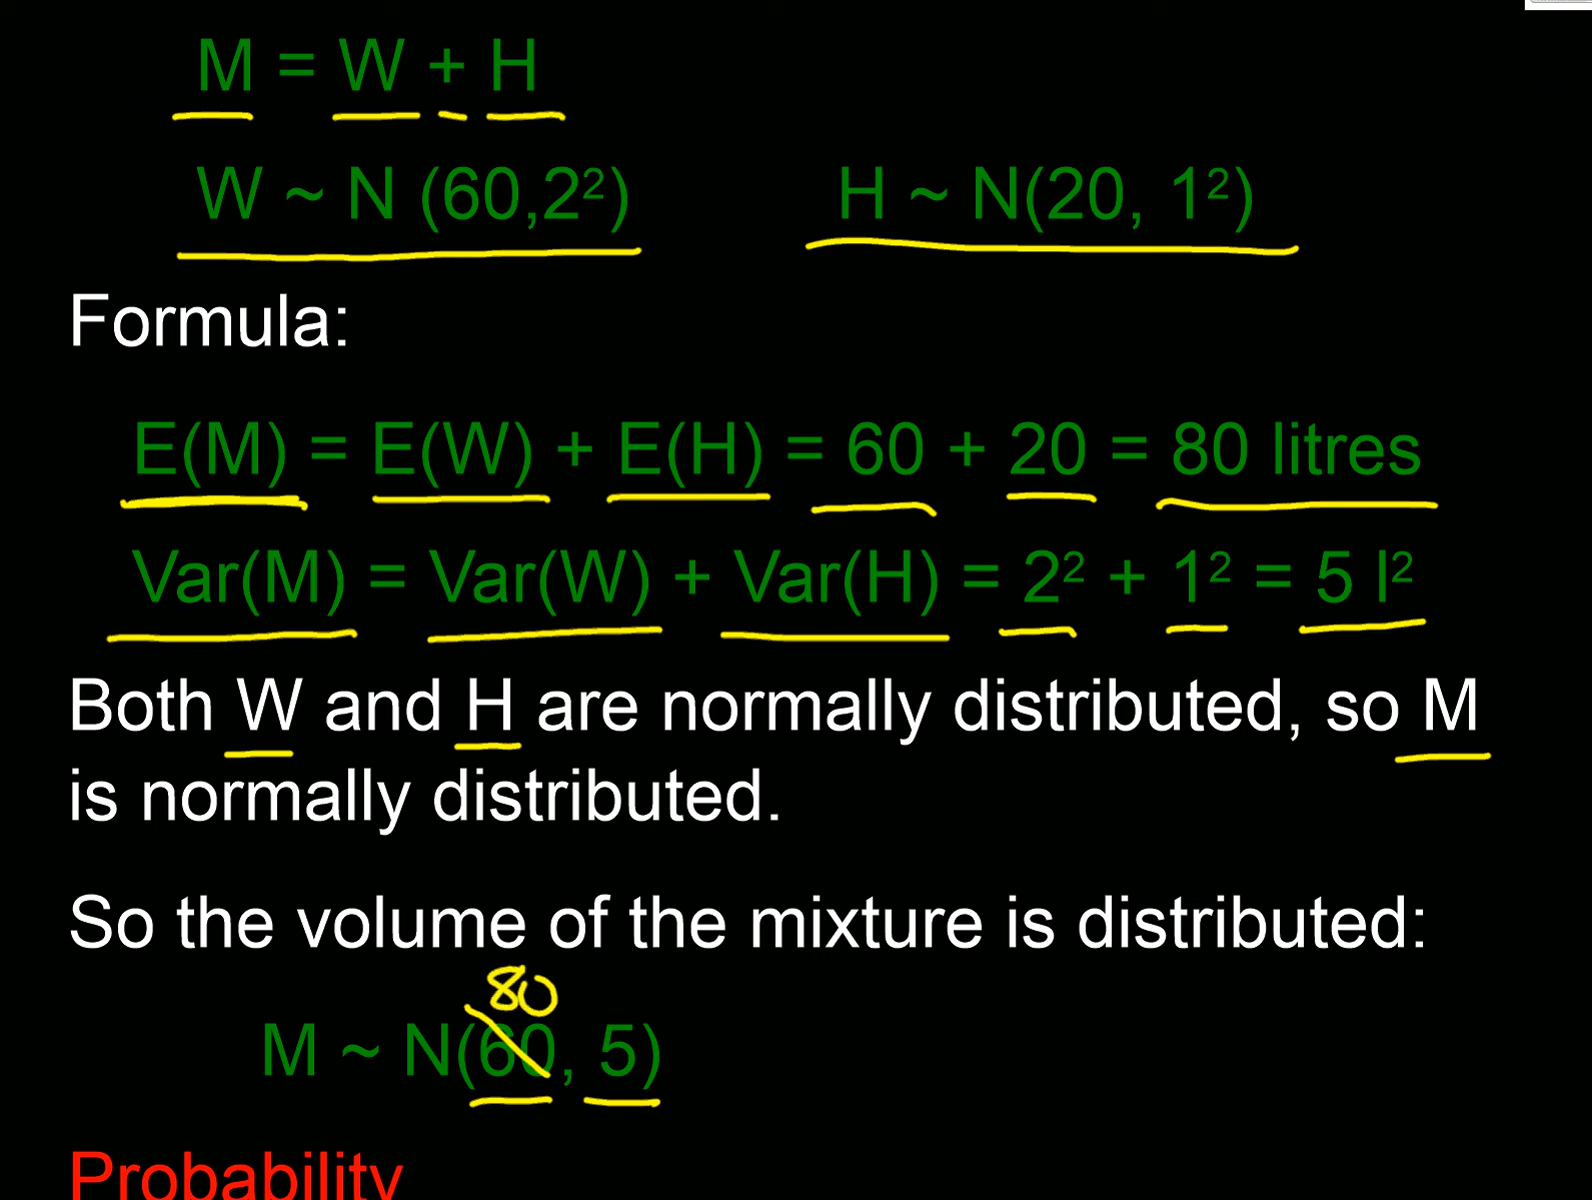 M = W + H
W ~ N (60,2²) H ~ N(20, 1²)
Formula:
E(M) = E(W) + E(H) = 60 + 20 = 80 litres
Var(M) = Var(W) + Var(H) = 2² + 1² = 5 l²
Both W and H are normally distributed, so M
is normally distributed.
So the volume of the mixture is distributed:
80
M ~ N(60, 5)
Probability